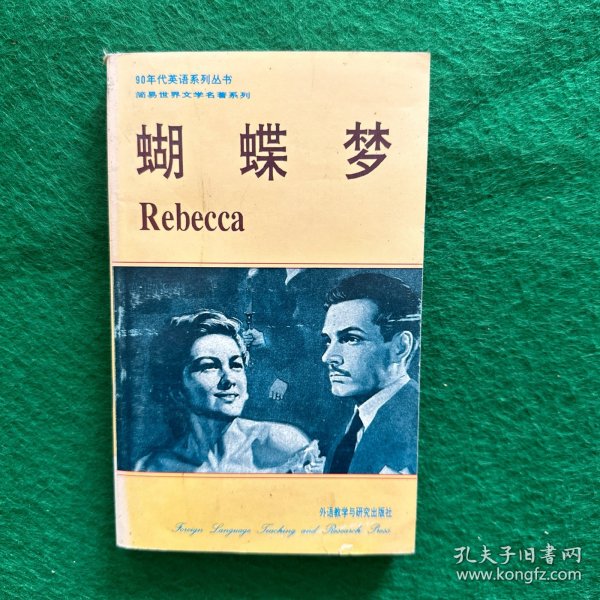 90年代英语系列丛书
简易世界文学名著系列
蝴蝶梦
Rebecca
外语教学与研究出版社
Foreign Language Teaching and Research Press
孔夫子旧书网
www.kongfz.com